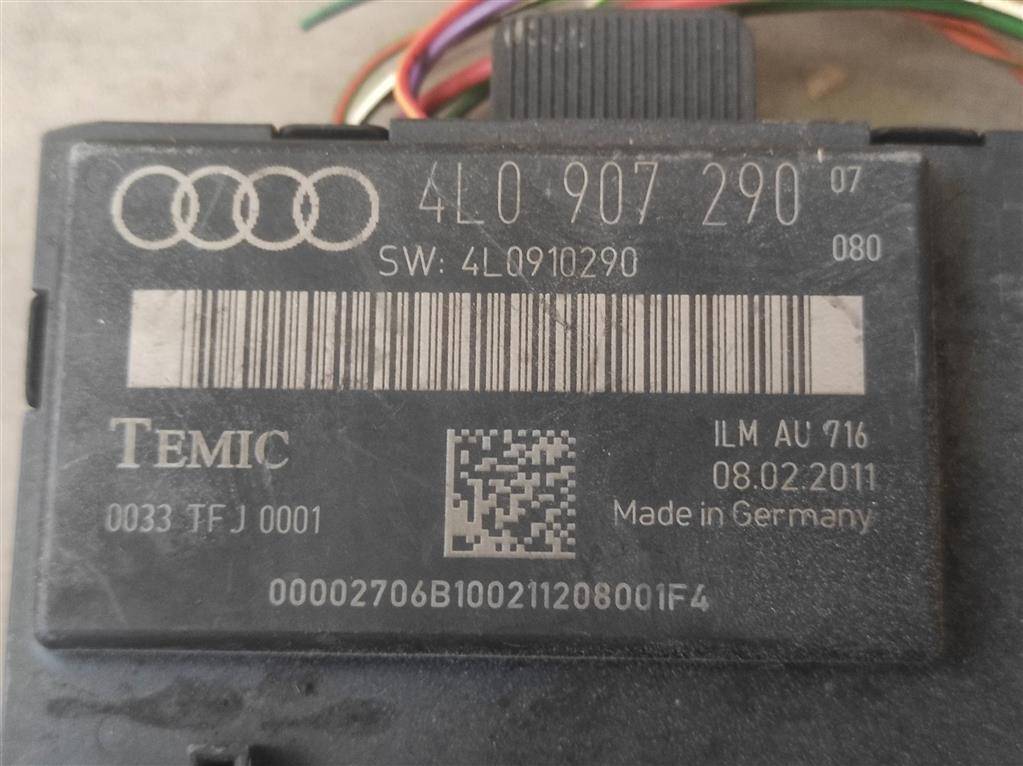 4L0 907 290 07
080
SW: 4L0910290
TEMIC
ILM AU 716
08.02.2011
0033 TFJ 0001
Made in Germany
00002706B100211208001F4